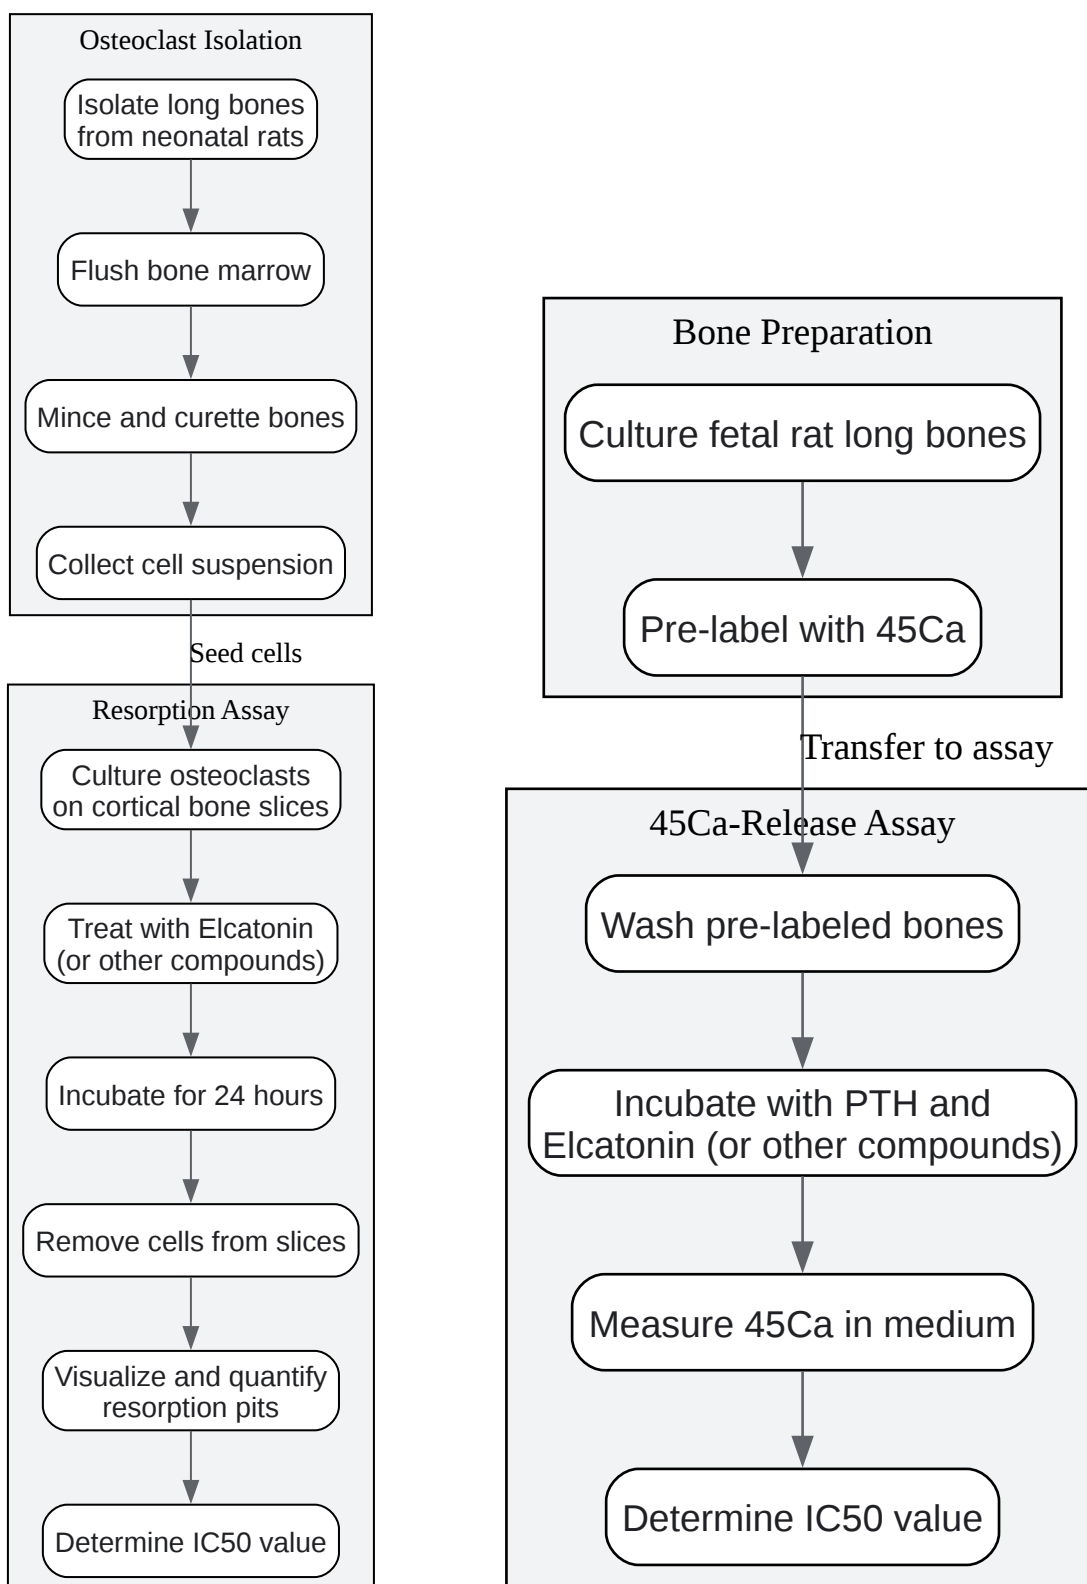 Osteoclast Isolation
Isolate long bones
from neonatal rats
Flush bone marrow
Mince and curette bones
Collect cell suspension
Seed cells
Resorption Assay
Culture osteoclasts
on cortical bone slices
Treat with Elcatonin
(or other compounds)
Incubate for 24 hours
Remove cells from slices
Visualize and quantify
resorption pits
Determine IC50 value
Bone Preparation
Culture fetal rat long bones
Pre-label with 45Ca
Transfer to assay
45Ca-Release Assay
Wash pre-labeled bones
Incubate with PTH and
Elcatonin (or other compounds)
Measure 45Ca in medium
Determine IC50 value